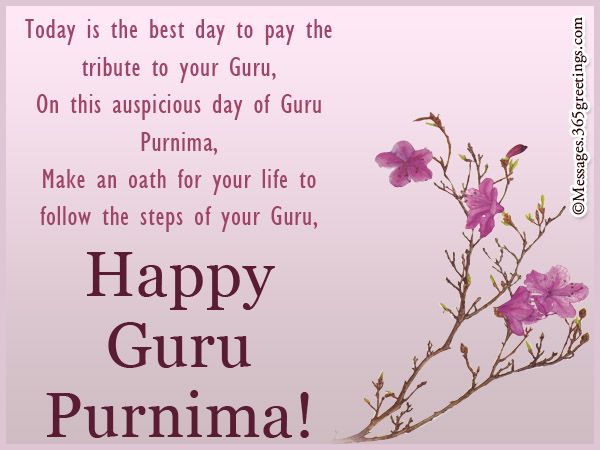 Today is the best day to pay the
tribute to your Guru,
On this auspicious day of Guru
Purnima,
Make an oath for your life to
follow the steps of your Guru,
Happy
Guru
Purnima!
©Messages.365greetings.com